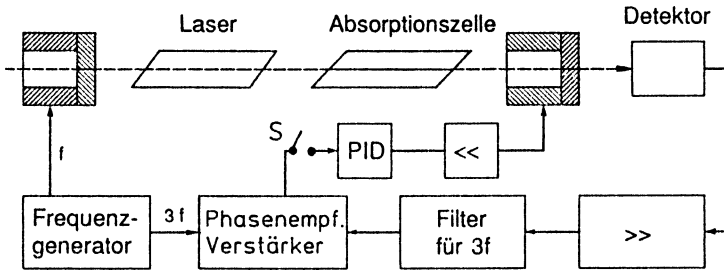 Laser
Absorptionszelle
Detektor
f
S
PID
<<
Frequenz-
generator
3f
Phasenempf.
Verstärker
Filter
für 3f
>>